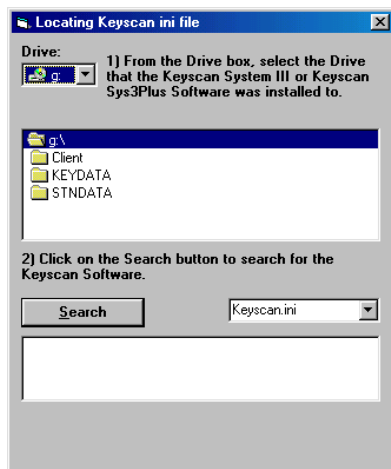 Locating Keyscan ini file
Drive:
g:
1) From the Drive box, select the Drive
that the Keyscan System III or Keyscan
Sys3Plus Software was installed to.
g:\
Client
KEYDATA
STNDATA
2) Click on the Search button to search for the
Keyscan Software.
Search
Keyscan.ini